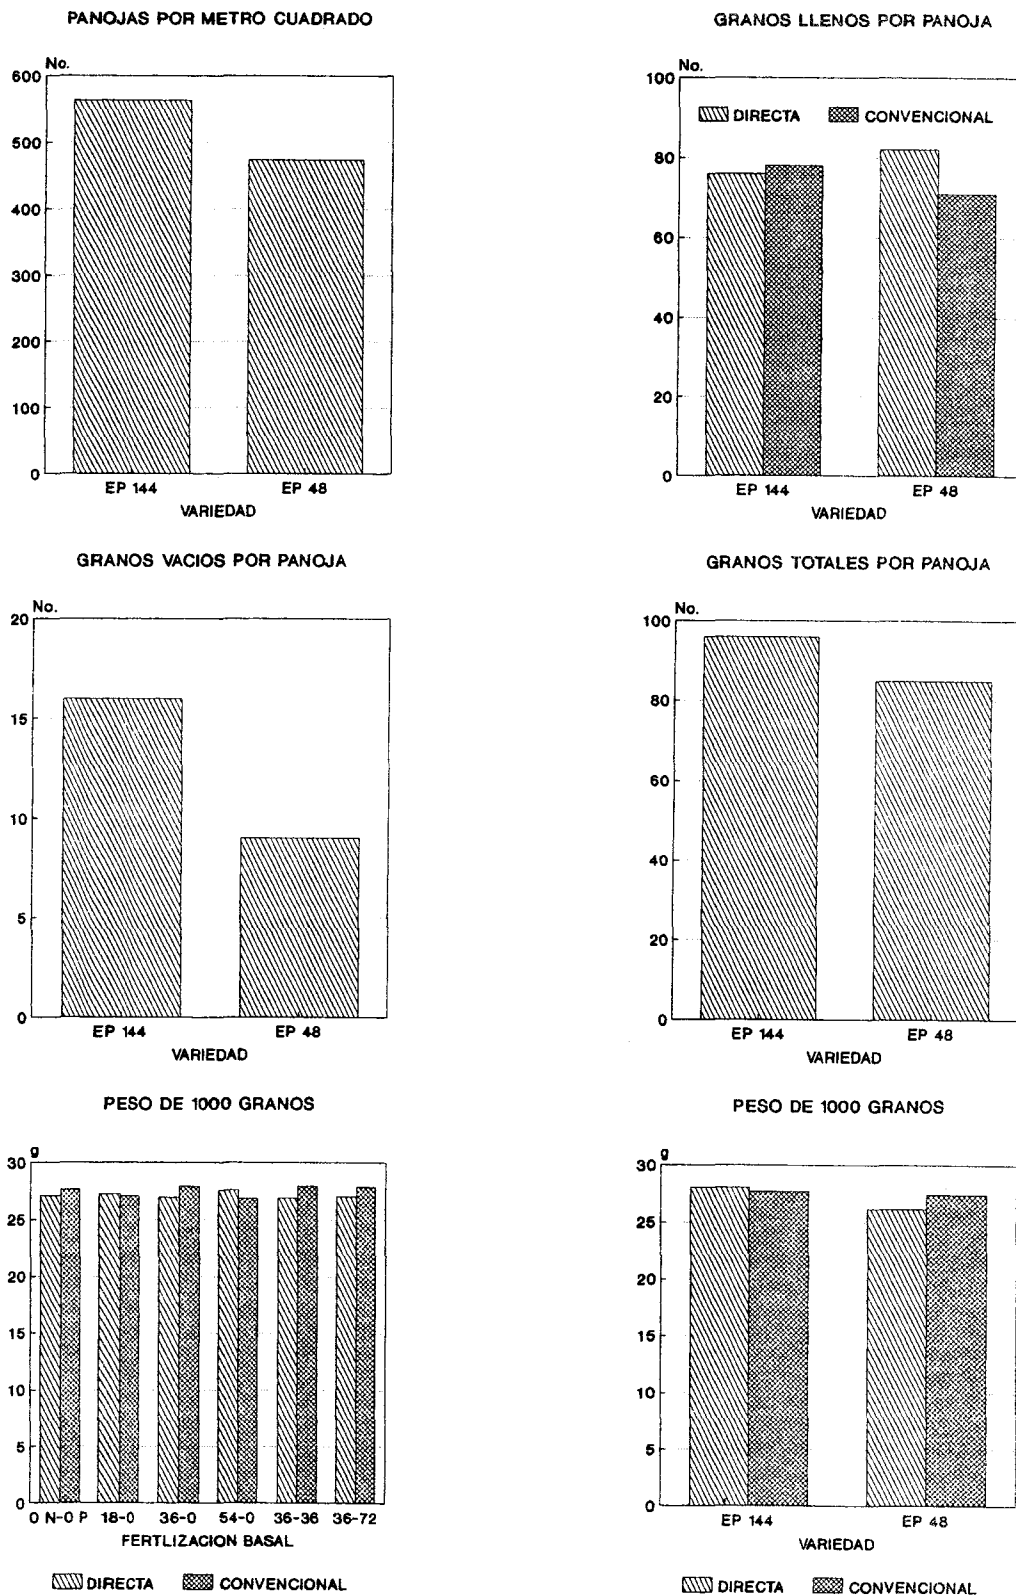 PANOJAS POR METRO CUADRADO
No.
600
500
400
300
200
100
0
EP 144 EP 48
VARIEDAD
GRANOS LLENOS POR PANOJA
No.
100
DIRECTA CONVENCIONAL
80
60
40
20
0
EP 144 EP 48
VARIEDAD
GRANOS VACIOS POR PANOJA
No.
20
15
10
5
0
EP 144 EP 48
VARIEDAD
GRANOS TOTALES POR PANOJA
No.
100
80
60
40
20
0
EP 144 EP 48
VARIEDAD
PESO DE 1000 GRANOS
g
30
25
20
15
10
5
0
0 N-0 P 18-0 36-0 54-0 36-36 36-72
FERTLIZACION BASAL
DIRECTA CONVENCIONAL
PESO DE 1000 GRANOS
g
30
25
20
15
10
5
0
EP 144 EP 48
VARIEDAD
DIRECTA CONVENCIONAL